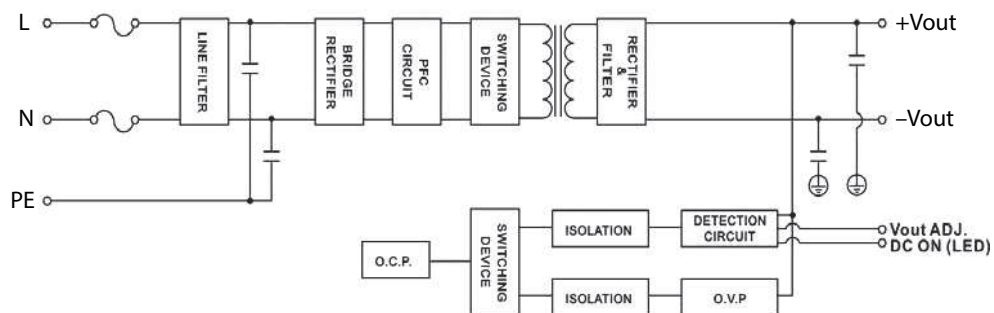 L
+Vout
LINE FILTER
BRIDGE
RECTIFIER
PFC
CIRCUIT
SWITCHING
DEVICE
RECTIFIER
&
FILTER
N
–Vout
PE
SWITCHING
DEVICE
ISOLATION
DETECTION
CIRCUIT
Vout ADJ.
DC ON (LED)
O.C.P.
ISOLATION
O.V.P